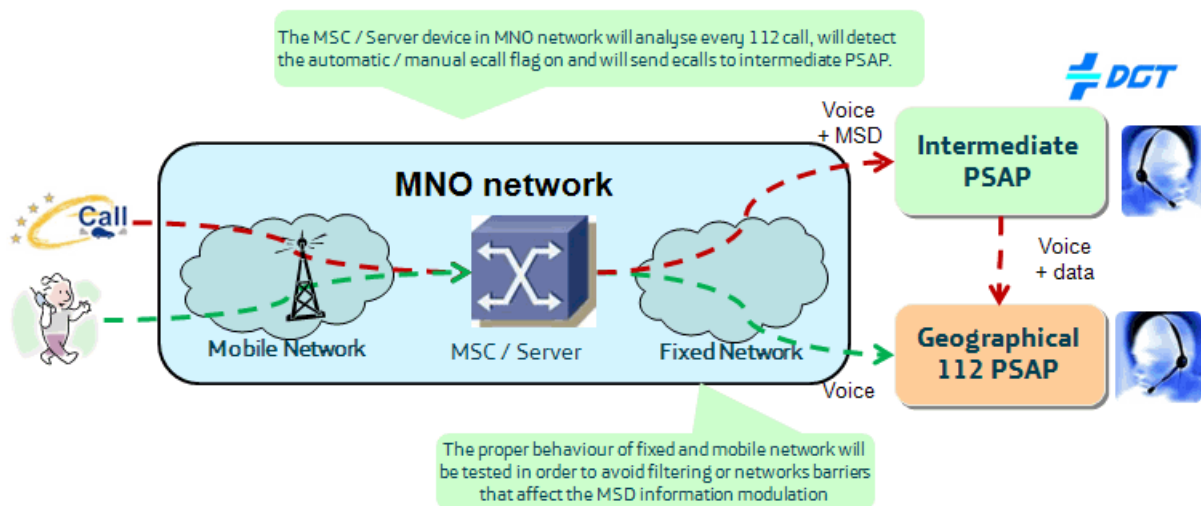 The MSC / Server device in MNO network will analyse every 112 call, will detect
the automatic / manual ecall flag on and will send ecalls to intermediate PSAP.
DGT
Voice
+ MSD
Intermediate
PSAP
MNO network
Call
Voice
+ data
Mobile Network
MSC / Server
Fixed Network
Geographical
112 PSAP
Voice
The proper behaviour of fixed and mobile network will
be tested in order to avoid filtering or networks barriers
that affect the MSD information modulation